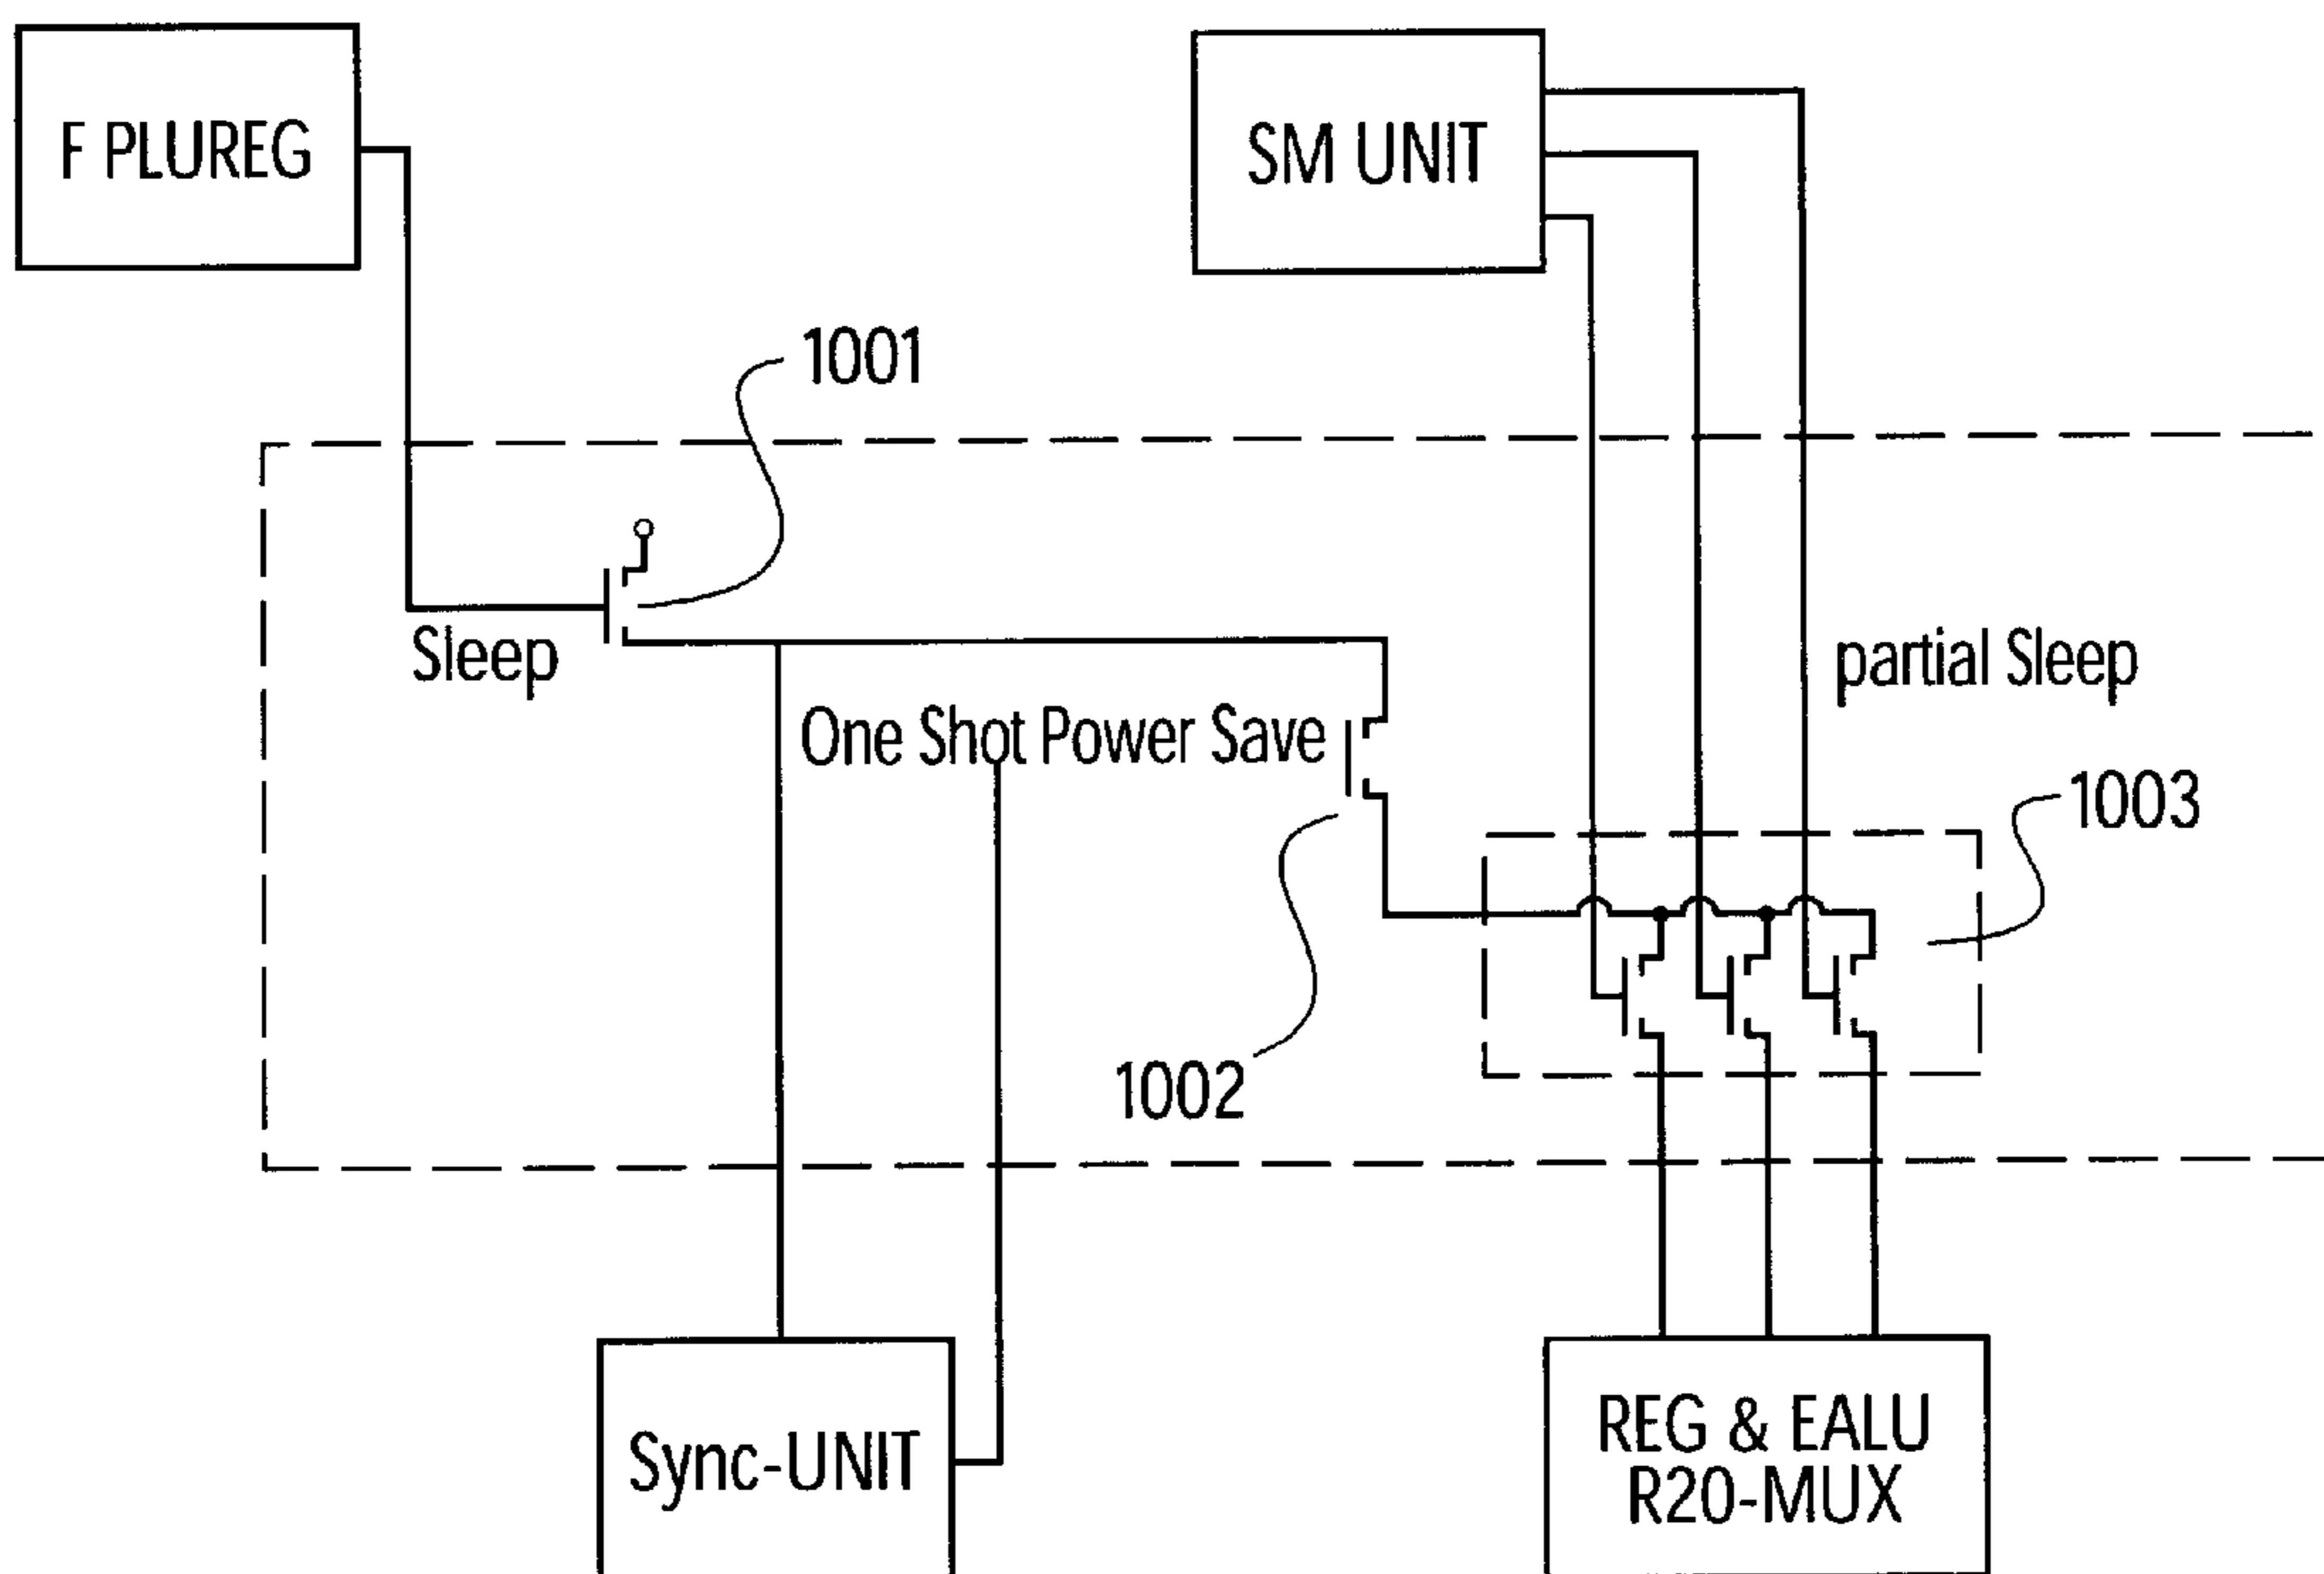 F PLUREG
SM UNIT
1001
Sleep
partial Sleep
One Shot Power Save
1003
1002
Sync-UNIT
REG & EALU
R20-MUX